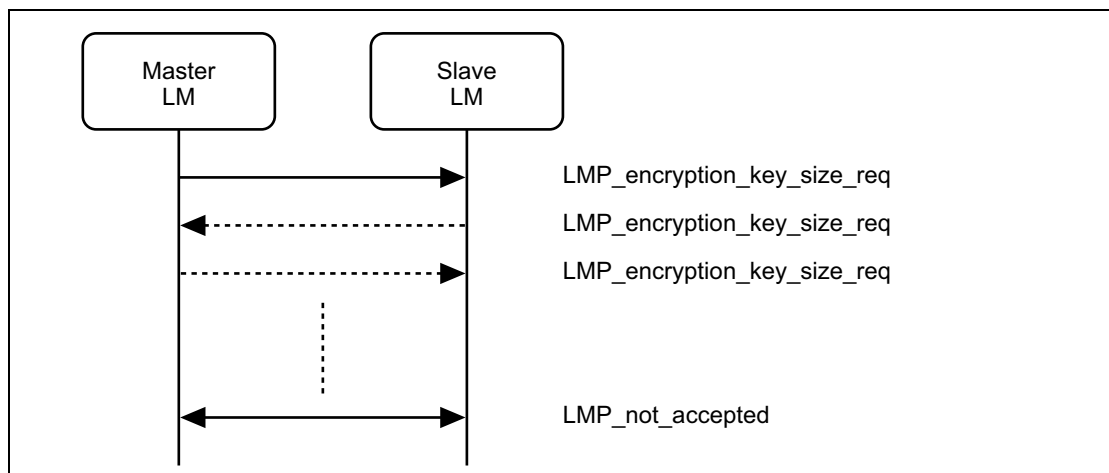 Master
LM
Slave
LM
LMP_encryption_key_size_req
LMP_encryption_key_size_req
LMP_encryption_key_size_req
LMP_not_accepted